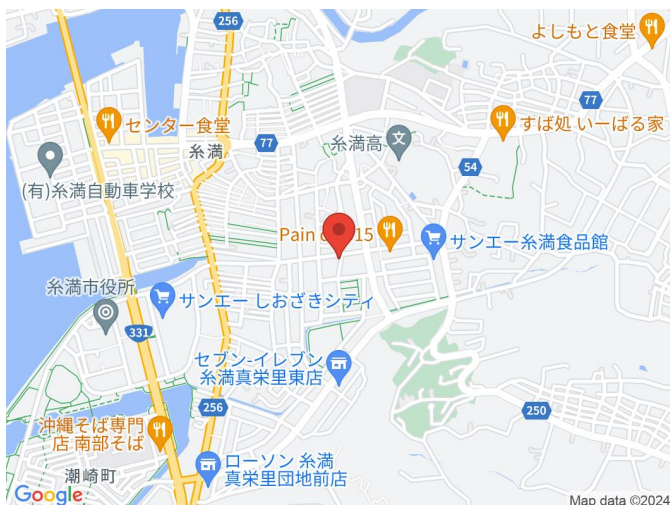 256
よしもと食堂
77
センター食堂
すば処 いーばる家
糸満
77
糸満高
文
54
(有)糸満自動車学校
15
サンエー糸満食品館
糸満市役所
サンエー しおざきシティ
331
セブン-イレブン
糸満真栄里東店
256
250
沖縄そば専門
店 南部そば
潮崎町
ローソン 糸満
真栄里団地前店
Google
Map data ©2024